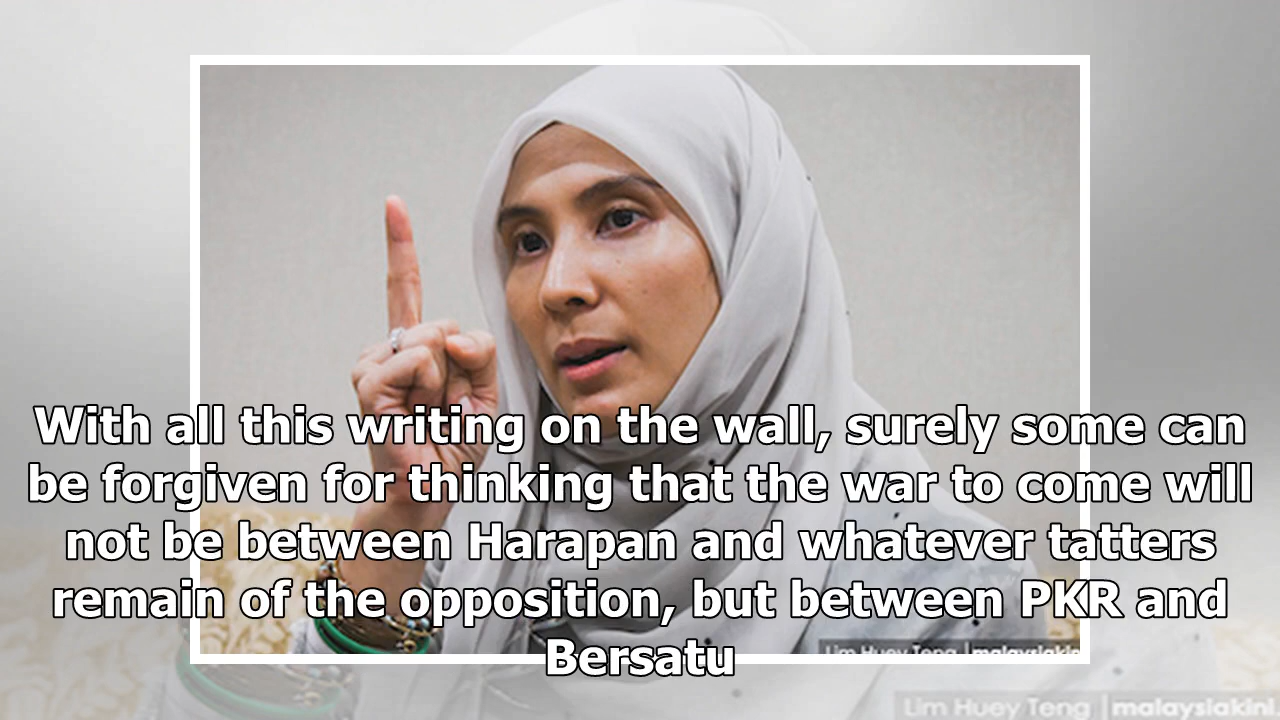 With all this writing on the wall, surely some can
be forgiven for thinking that the war to come will
not be between Harapan and whatever tatters
remain of the opposition, but between PKR and
Bersatu
Lim Huey Teng | malaysiakini
Lim Huey Teng | malaysiakini